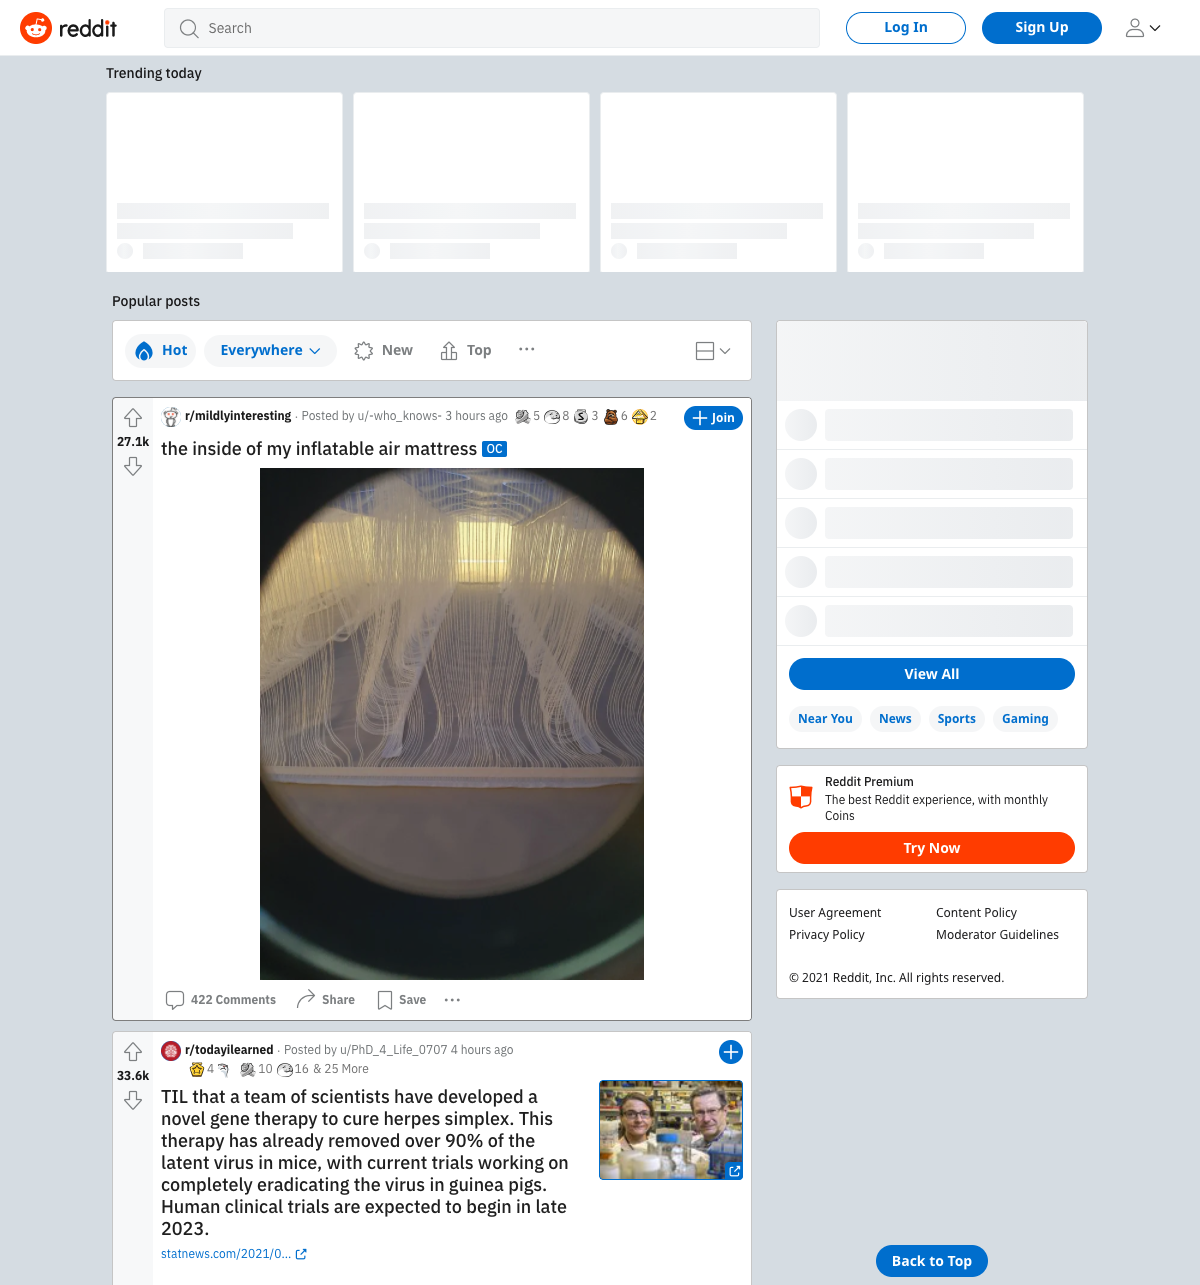 reddit
Search
Log In
Sign Up
Trending today
Popular posts
Hot
Everywhere
New
Top
r/mildlyinteresting · Posted by u/-who_knows- 3 hours ago 5 8 3 6 2
Join
27.1k
the inside of my inflatable air mattress OC
422 Comments
Share
Save
r/todayilearned · Posted by u/PhD_4_Life_0707 4 hours ago
4 10 16 & 25 More
33.6k
TIL that a team of scientists have developed a
novel gene therapy to cure herpes simplex. This
therapy has already removed over 90% of the
latent virus in mice, with current trials working on
completely eradicating the virus in guinea pigs.
Human clinical trials are expected to begin in late
2023.
statnews.com/2021/0...
View All
Near You
News
Sports
Gaming
Reddit Premium
The best Reddit experience, with monthly
Coins
Try Now
User Agreement
Content Policy
Privacy Policy
Moderator Guidelines
© 2021 Reddit, Inc. All rights reserved.
Back to Top